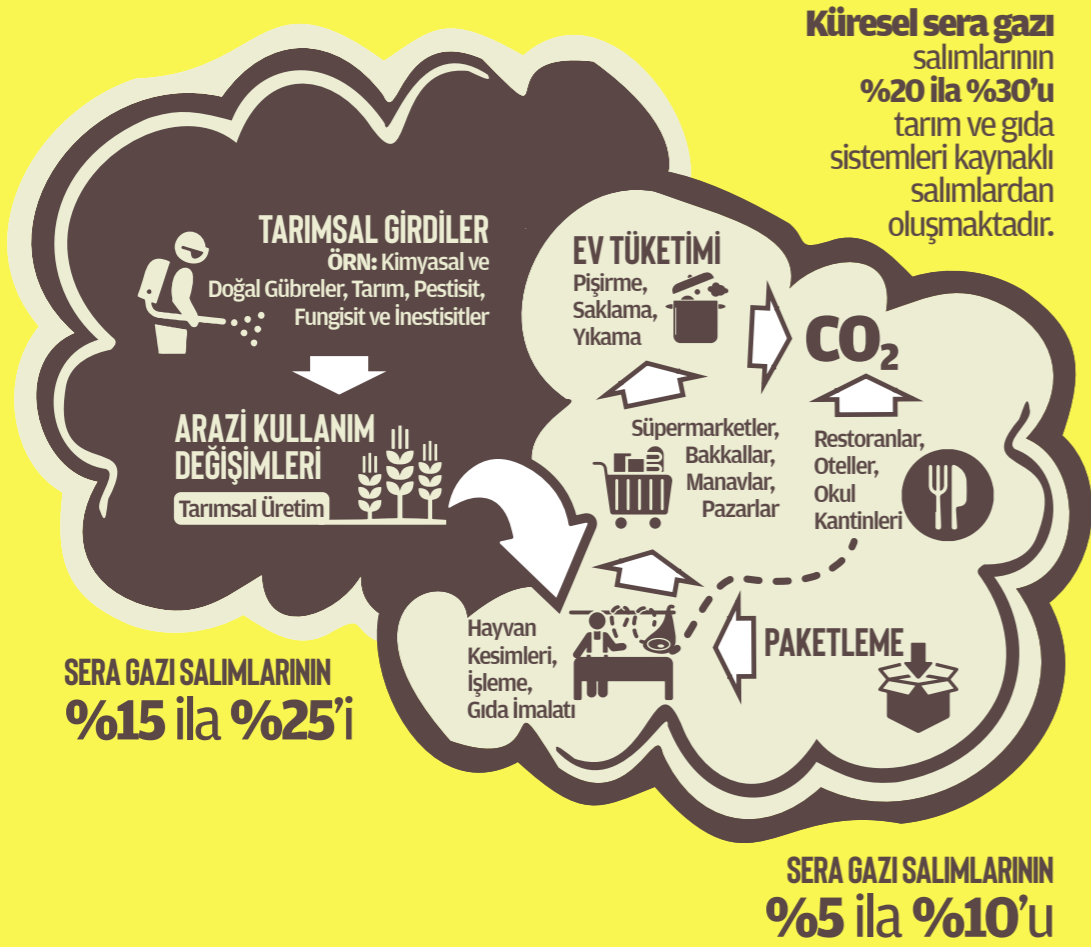 Küresel sera gazı
salımlarının
%20 ila %30'u
tarım ve gıda
sistemleri kaynaklı
salımlardan
oluşmaktadır.
TARIMSAL GİRDİLER
ÖRN: Kimyasal ve
Doğal Gübreler, Tarım, Pestisit,
Fungisit ve İnestisitler
ARAZİ KULLANIM
DEĞİŞİMLERİ
Tarımsal Üretim
EV TÜKETİMİ
Pişirme,
Saklama,
Yıkama
CO₂
Süpermarketler,
Bakkallar,
Manavlar,
Pazarlar
Restoranlar,
Oteller,
Okul
Kantinleri
Hayvan
Kesimleri,
İşleme,
Gıda İmalatı
PAKETLEME
SERA GAZI SALIMLARININ
%15 ila %25'i
SERA GAZI SALIMLARININ
%5 ila %10'u